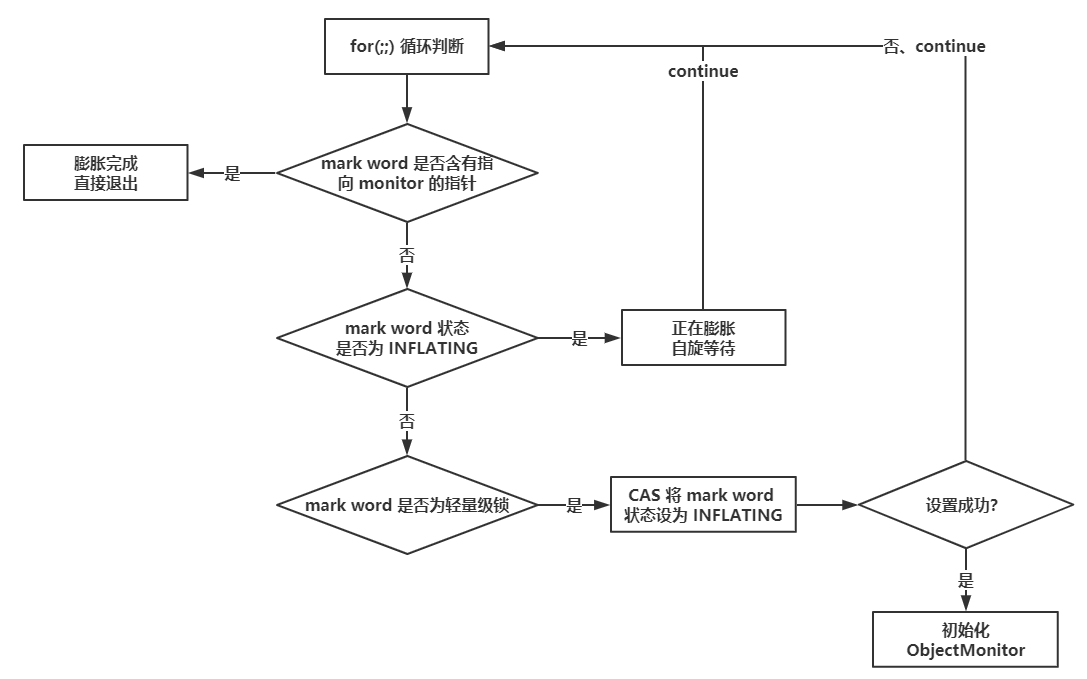 for(;;) 循环判断
否、continue
continue
mark word 是否含有指
向 monitor 的指针
是
膨胀完成
直接退出
否
mark word 状态
是否为 INFLATING
是
正在膨胀
自旋等待
否
mark word 是否为轻量级锁
是
CAS 将 mark word
状态设为 INFLATING
设置成功？
是
初始化
ObjectMonitor